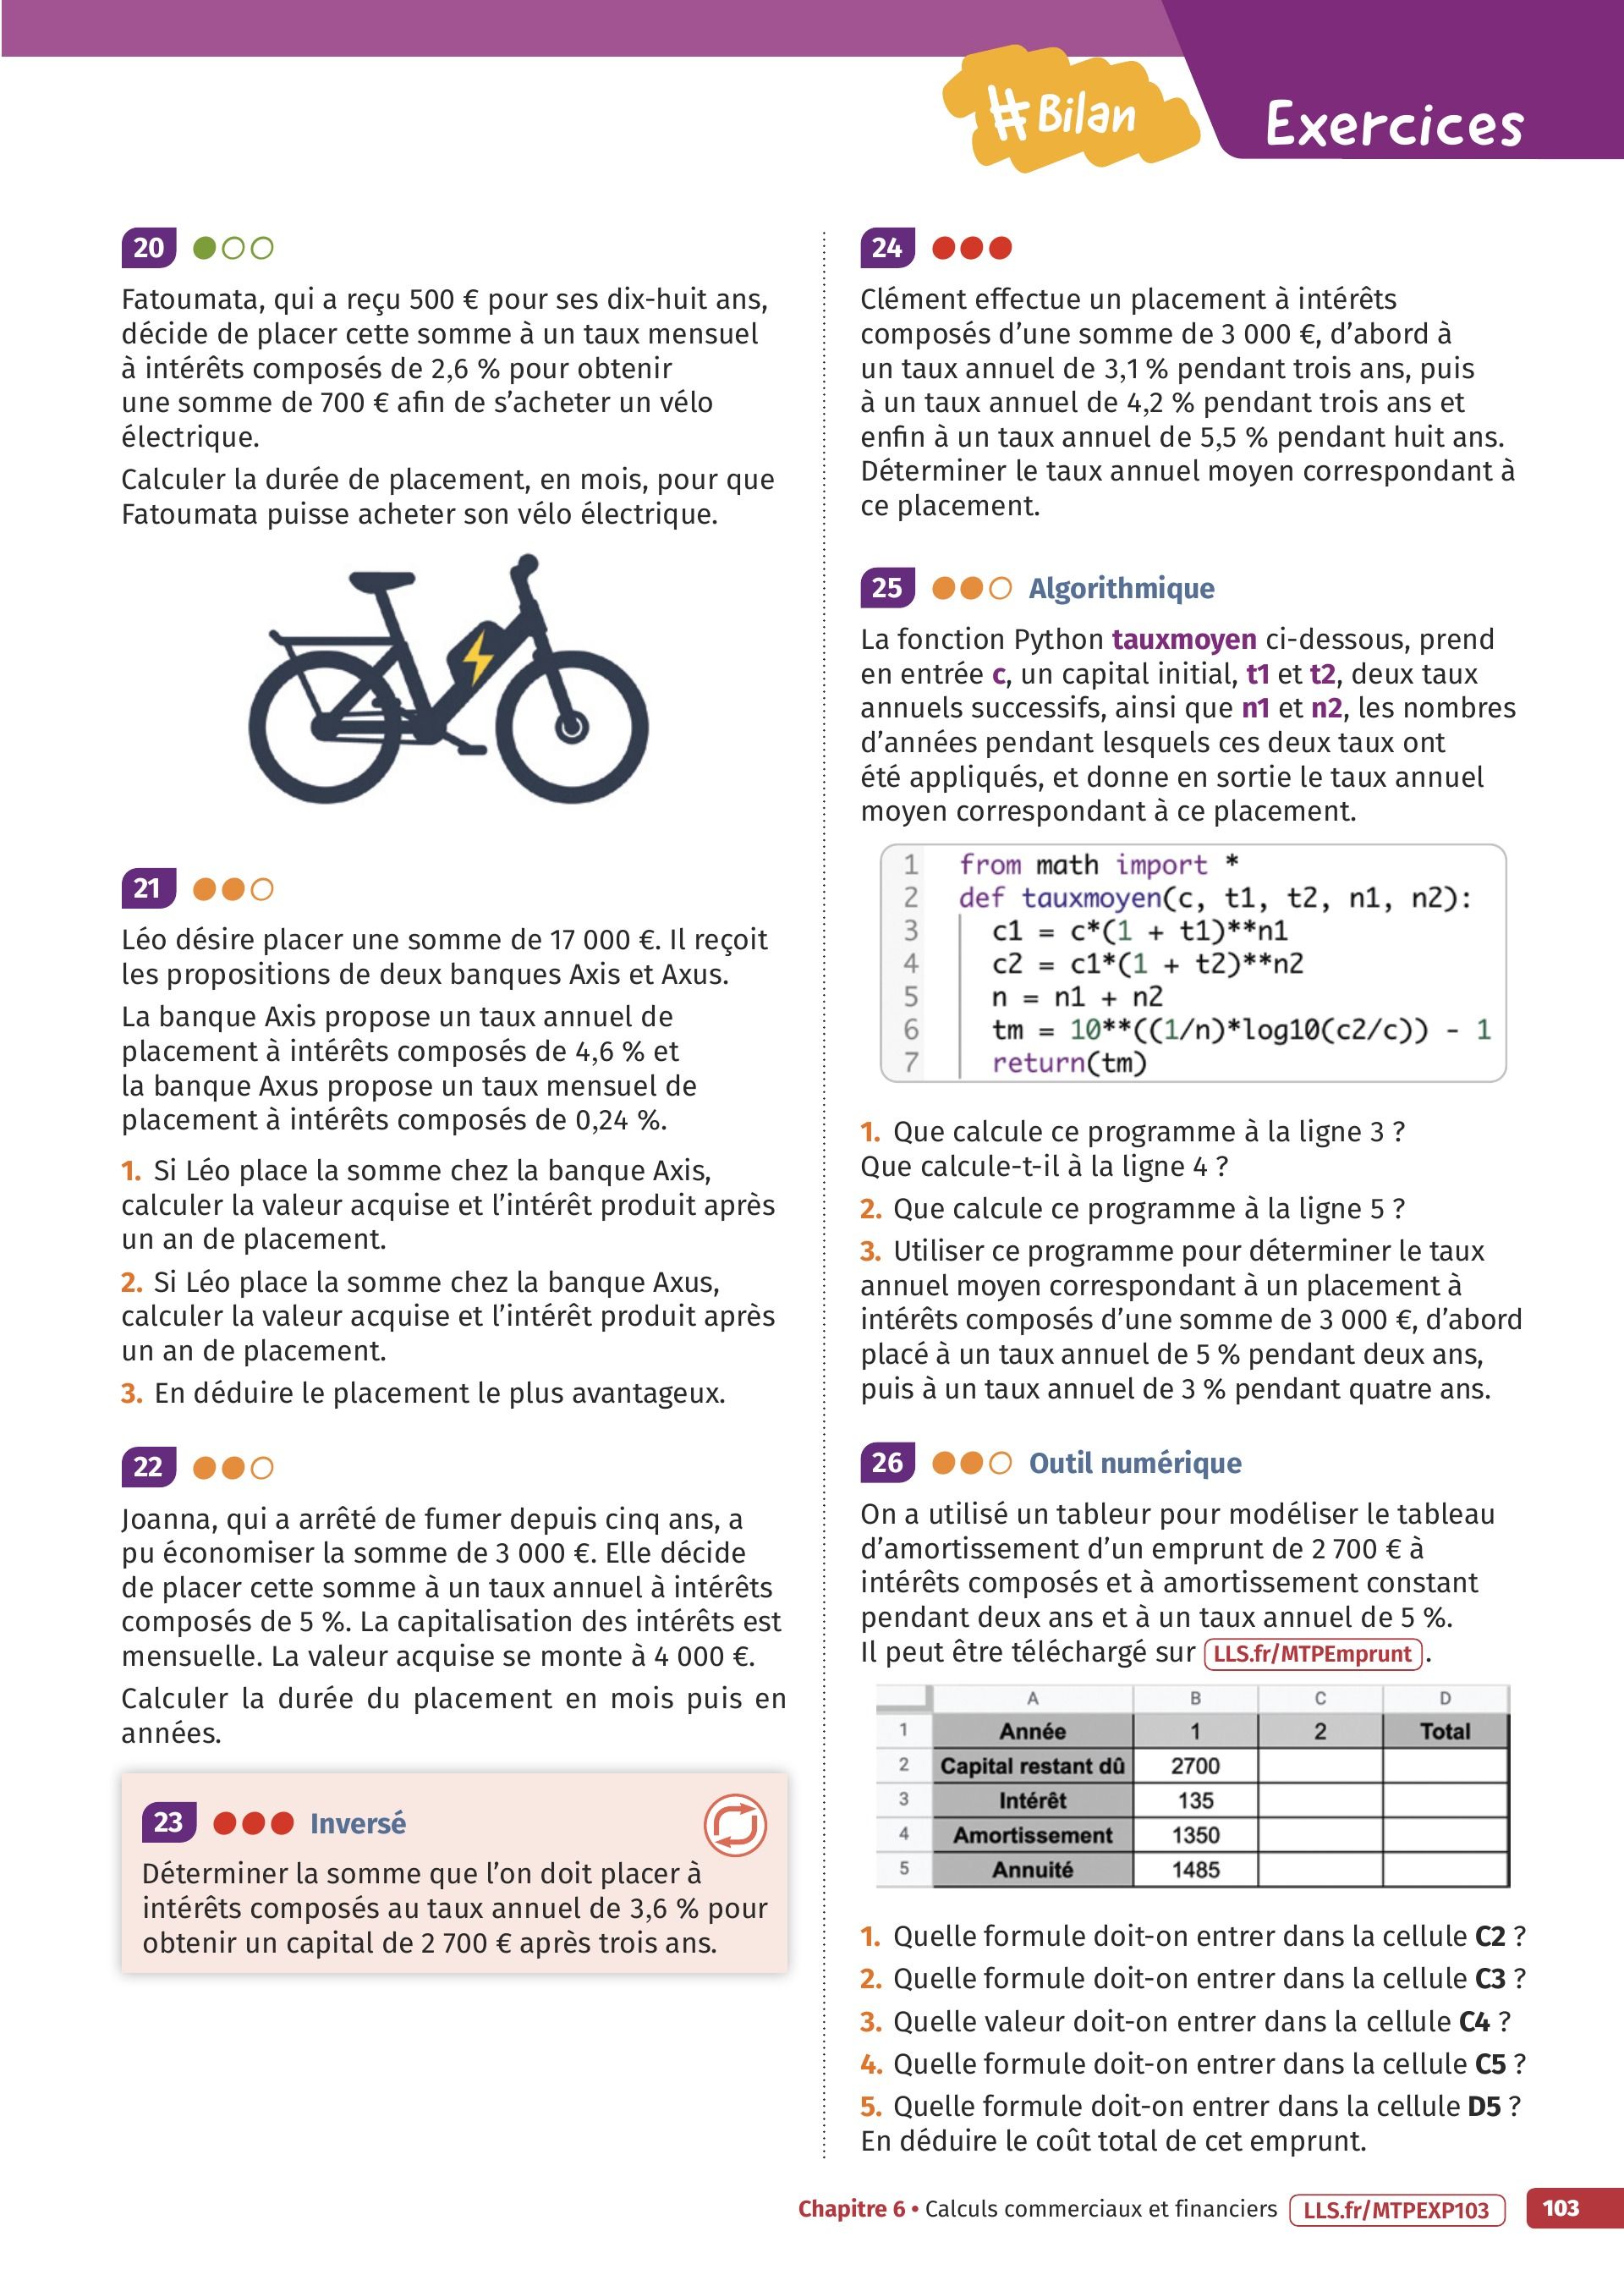 #Bilan
Exercices
20
Fatoumata, qui a reçu 500 € pour ses dix-huit ans,
décide de placer cette somme à un taux mensuel
à intérêts composés de 2,6 % pour obtenir
une somme de 700 € afin de s’acheter un vélo
électrique.
Calculer la durée de placement, en mois, pour que
Fatoumata puisse acheter son vélo électrique.
21
Léo désire placer une somme de 17 000 €. Il reçoit
les propositions de deux banques Axis et Axus.
La banque Axis propose un taux annuel de
placement à intérêts composés de 4,6 % et
la banque Axus propose un taux mensuel de
placement à intérêts composés de 0,24 %.
1. Si Léo place la somme chez la banque Axis,
calculer la valeur acquise et l’intérêt produit après
un an de placement.
2. Si Léo place la somme chez la banque Axus,
calculer la valeur acquise et l’intérêt produit après
un an de placement.
3. En déduire le placement le plus avantageux.
22
Joanna, qui a arrêté de fumer depuis cinq ans, a
pu économiser la somme de 3 000 €. Elle décide
de placer cette somme à un taux annuel à intérêts
composés de 5 %. La capitalisation des intérêts est
mensuelle. La valeur acquise se monte à 4 000 €.
Calculer la durée du placement en mois puis en
années.
23 Inversé
Déterminer la somme que l’on doit placer à
intérêts composés au taux annuel de 3,6 % pour
obtenir un capital de 2 700 € après trois ans.
24
Clément effectue un placement à intérêts
composés d’une somme de 3 000 €, d’abord à
un taux annuel de 3,1 % pendant trois ans, puis
à un taux annuel de 4,2 % pendant trois ans et
enfin à un taux annuel de 5,5 % pendant huit ans.
Déterminer le taux annuel moyen correspondant à
ce placement.
25 Algorithmique
La fonction Python tauxmoyen ci-dessous, prend
en entrée c, un capital initial, t1 et t2, deux taux
annuels successifs, ainsi que n1 et n2, les nombres
d’années pendant lesquels ces deux taux ont
été appliqués, et donne en sortie le taux annuel
moyen correspondant à ce placement.
1 from math import *
2 def tauxmoyen(c, t1, t2, n1, n2):
3 c1 = c*(1 + t1)**n1
4 c2 = c1*(1 + t2)**n2
5 n = n1 + n2
6 tm = 10**((1/n)*log10(c2/c)) - 1
7 return(tm)
1. Que calcule ce programme à la ligne 3 ?
Que calcule-t-il à la ligne 4 ?
2. Que calcule ce programme à la ligne 5 ?
3. Utiliser ce programme pour déterminer le taux
annuel moyen correspondant à un placement à
intérêts composés d’une somme de 3 000 €, d’abord
placé à un taux annuel de 5 % pendant deux ans,
puis à un taux annuel de 3 % pendant quatre ans.
26 Outil numérique
On a utilisé un tableur pour modéliser le tableau
d’amortissement d’un emprunt de 2 700 € à
intérêts composés et à amortissement constant
pendant deux ans et à un taux annuel de 5 %.
Il peut être téléchargé sur LLS.fr/MTPEmprunt .
A B C D
1 Année 1 2 Total
2 Capital restant dû 2700
3 Intérêt 135
4 Amortissement 1350
5 Annuité 1485
1. Quelle formule doit-on entrer dans la cellule C2 ?
2. Quelle formule doit-on entrer dans la cellule C3 ?
3. Quelle valeur doit-on entrer dans la cellule C4 ?
4. Quelle formule doit-on entrer dans la cellule C5 ?
5. Quelle formule doit-on entrer dans la cellule D5 ?
En déduire le coût total de cet emprunt.
Chapitre 6 • Calculs commerciaux et financiers LLS.fr/MTPEXP103 103